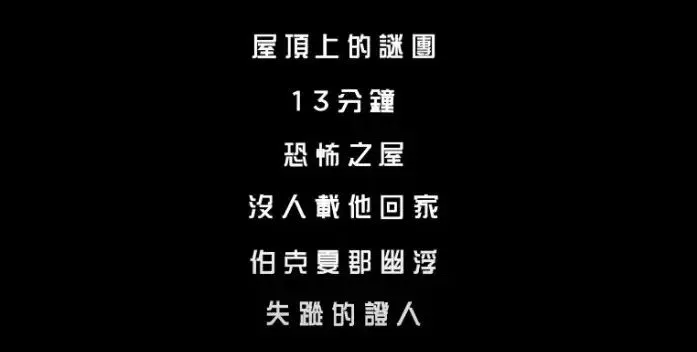 屋頂上的謎團
13分鐘
恐怖之屋
沒人載他回家
伯克夏郡幽浮
失蹤的證人